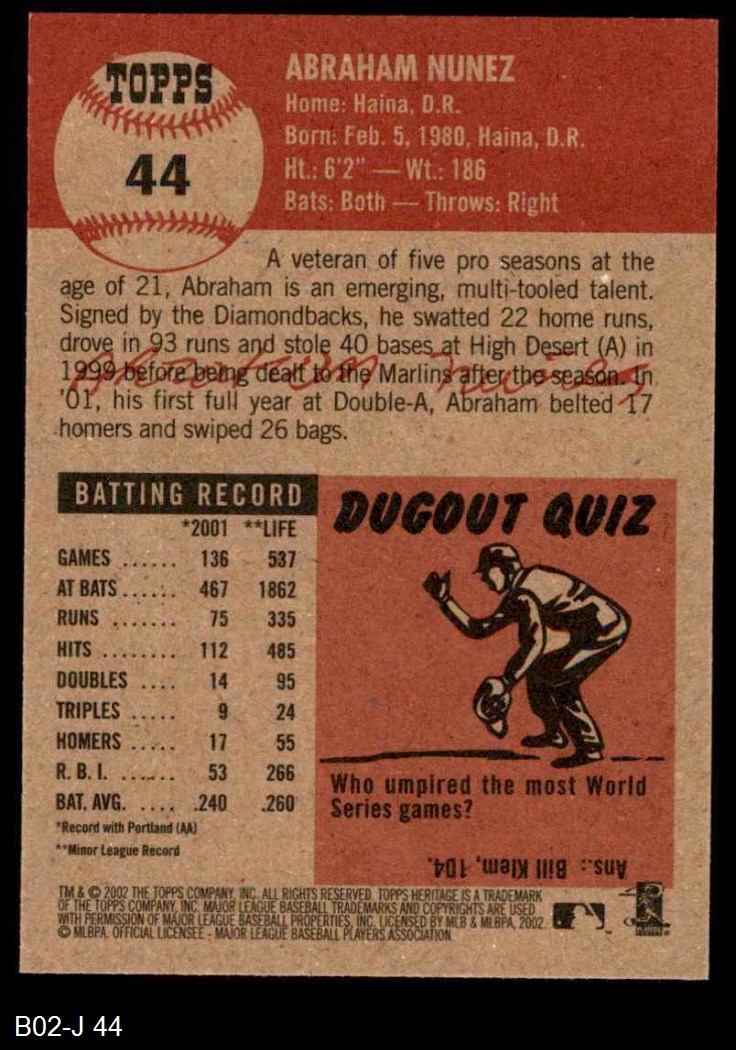 TOPPS
44
ABRAHAM NUNEZ
Home: Haina, D.R.
Born: Feb. 5, 1980, Haina, D.R.
Ht.: 6'2" — Wt.: 186
Bats: Both — Throws: Right
A veteran of five pro seasons at the
age of 21, Abraham is an emerging, multi-tooled talent.
Signed by the Diamondbacks, he swatted 22 home runs,
drove in 93 runs and stole 40 bases at High Desert (A) in
1999 before being dealt to the Marlins after the season. In
'01, his first full year at Double-A, Abraham belted 17
homers and swiped 26 bags.
Abraham Nunez
BATTING RECORD
*2001 **LIFE
GAMES ...... 136 537
AT BATS ...... 467 1862
RUNS ....... 75 335
HITS ........ 112 485
DOUBLES .... 14 95
TRIPLES ..... 9 24
HOMERS ..... 17 55
R. B. I. ...... 53 266
BAT. AVG. .... .240 .260
*Record with Portland (AA)
**Minor League Record
DUGOUT QUIZ
Who umpired the most World
Series games?
Ans.: Bill Klem, 104.
TM & © 2002 THE TOPPS COMPANY, INC. ALL RIGHTS RESERVED. TOPPS HERITAGE IS A TRADEMARK
OF THE TOPPS COMPANY, INC. MAJOR LEAGUE BASEBALL TRADEMARKS AND COPYRIGHTS ARE USED
WITH PERMISSION OF MAJOR LEAGUE BASEBALL PROPERTIES, INC. LICENSED BY MLB & MLBPA, 2002.
© MLBPA. OFFICIAL LICENSEE - MAJOR LEAGUE BASEBALL PLAYERS ASSOCIATION
B02-J 44